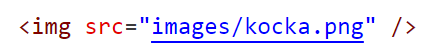 <img src="images/kocka.png" />